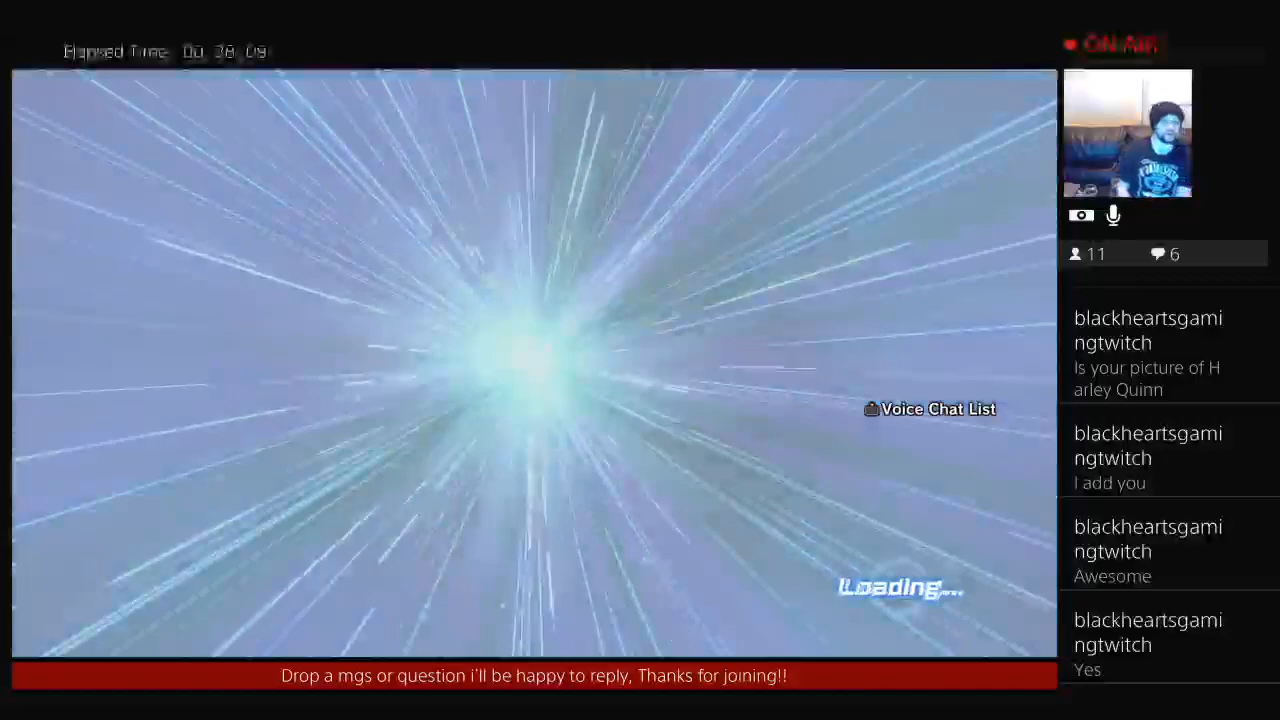 Elapsed Time 00 38 09
ON AIR
11
6
blackheartsgami
ngtwitch
Is your picture of H
arley Quinn
blackheartsgami
ngtwitch
I add you
blackheartsgami
ngtwitch
Awesome
blackheartsgami
ngtwitch
Yes
Voice Chat List
Loading...
Drop a mgs or question i'll be happy to reply, Thanks for joining!!